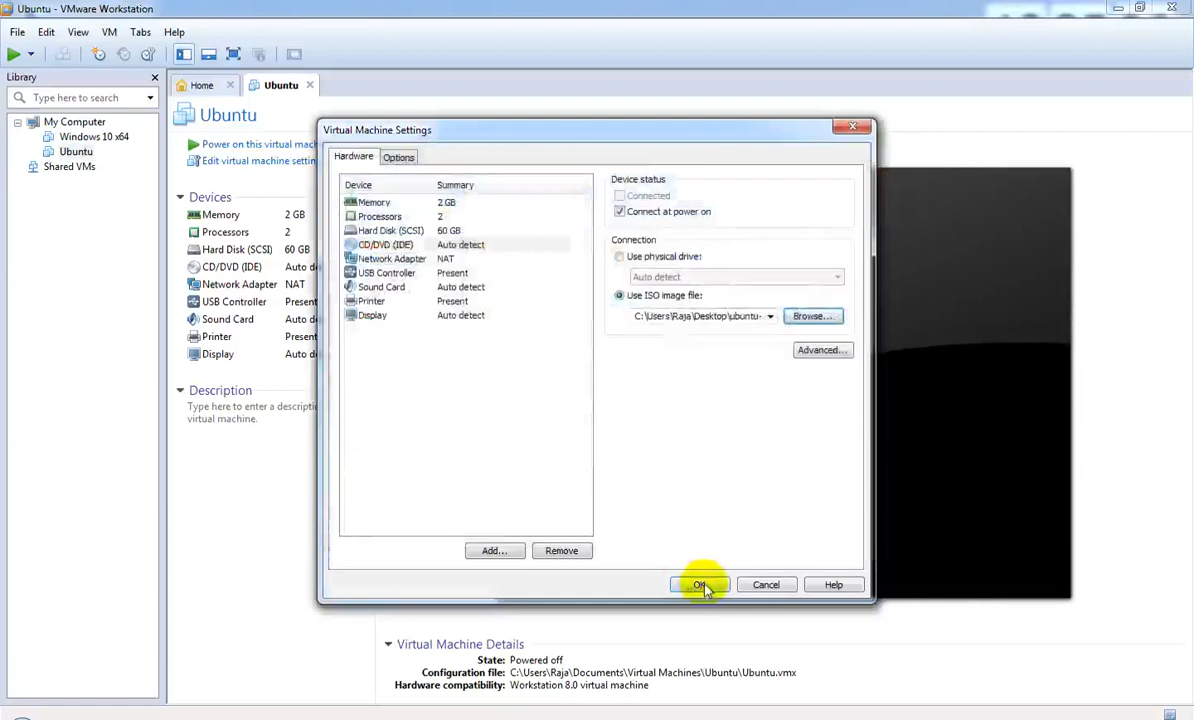 Ubuntu - VMware Workstation
File Edit View VM Tabs Help
Library
Type here to search
My Computer
Windows 10 x64
Ubuntu
Shared VMs
Home
Ubuntu
Ubuntu
Power on this virtual mach
Edit virtual machine settin
Devices
Memory 2 GB
Processors 2
Hard Disk (SCSI) 60 GB
CD/DVD (IDE) Auto de
Network Adapter NAT
USB Controller Present
Sound Card Auto de
Printer Present
Display Auto de
Description
Type here to enter a descripti
virtual machine.
Virtual Machine Settings
Hardware Options
Device Summary
Memory 2 GB
Processors 2
Hard Disk (SCSI) 60 GB
CD/DVD (IDE) Auto detect
Network Adapter NAT
USB Controller Present
Sound Card Auto detect
Printer Present
Display Auto detect
Add... Remove
Device status
Connected
Connect at power on
Connection
Use physical drive:
Auto detect
Use ISO image file:
C:\Users\Raja\Desktop\ubuntu- Browse...
Advanced...
OK Cancel Help
Virtual Machine Details
State: Powered off
Configuration file: C:\Users\Raja\Documents\Virtual Machines\Ubuntu\Ubuntu.vmx
Hardware compatibility: Workstation 8.0 virtual machine